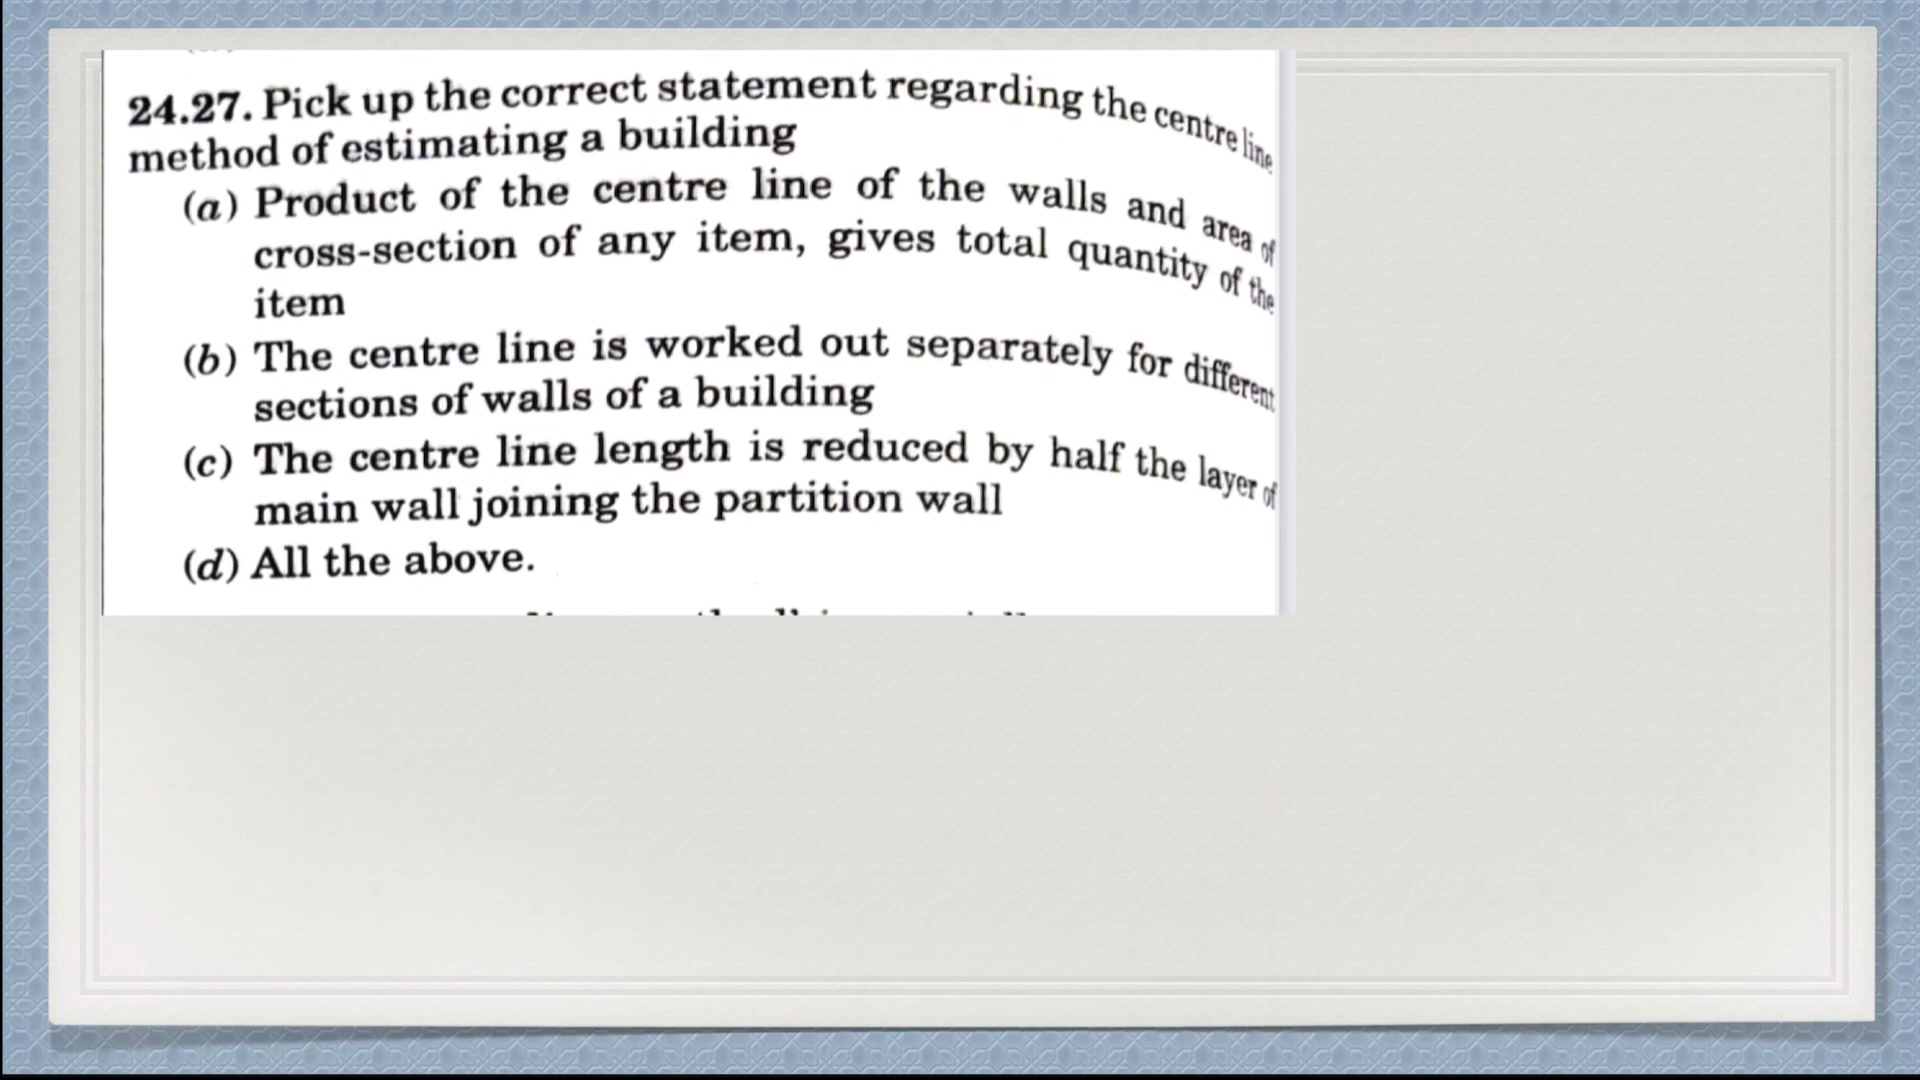 24.27. Pick up the correct statement regarding the centre line
method of estimating a building
(a) Product of the centre line of the walls and area of
cross-section of any item, gives total quantity of the
item
(b) The centre line is worked out separately for different
sections of walls of a building
(c) The centre line length is reduced by half the layer of
main wall joining the partition wall
(d) All the above.